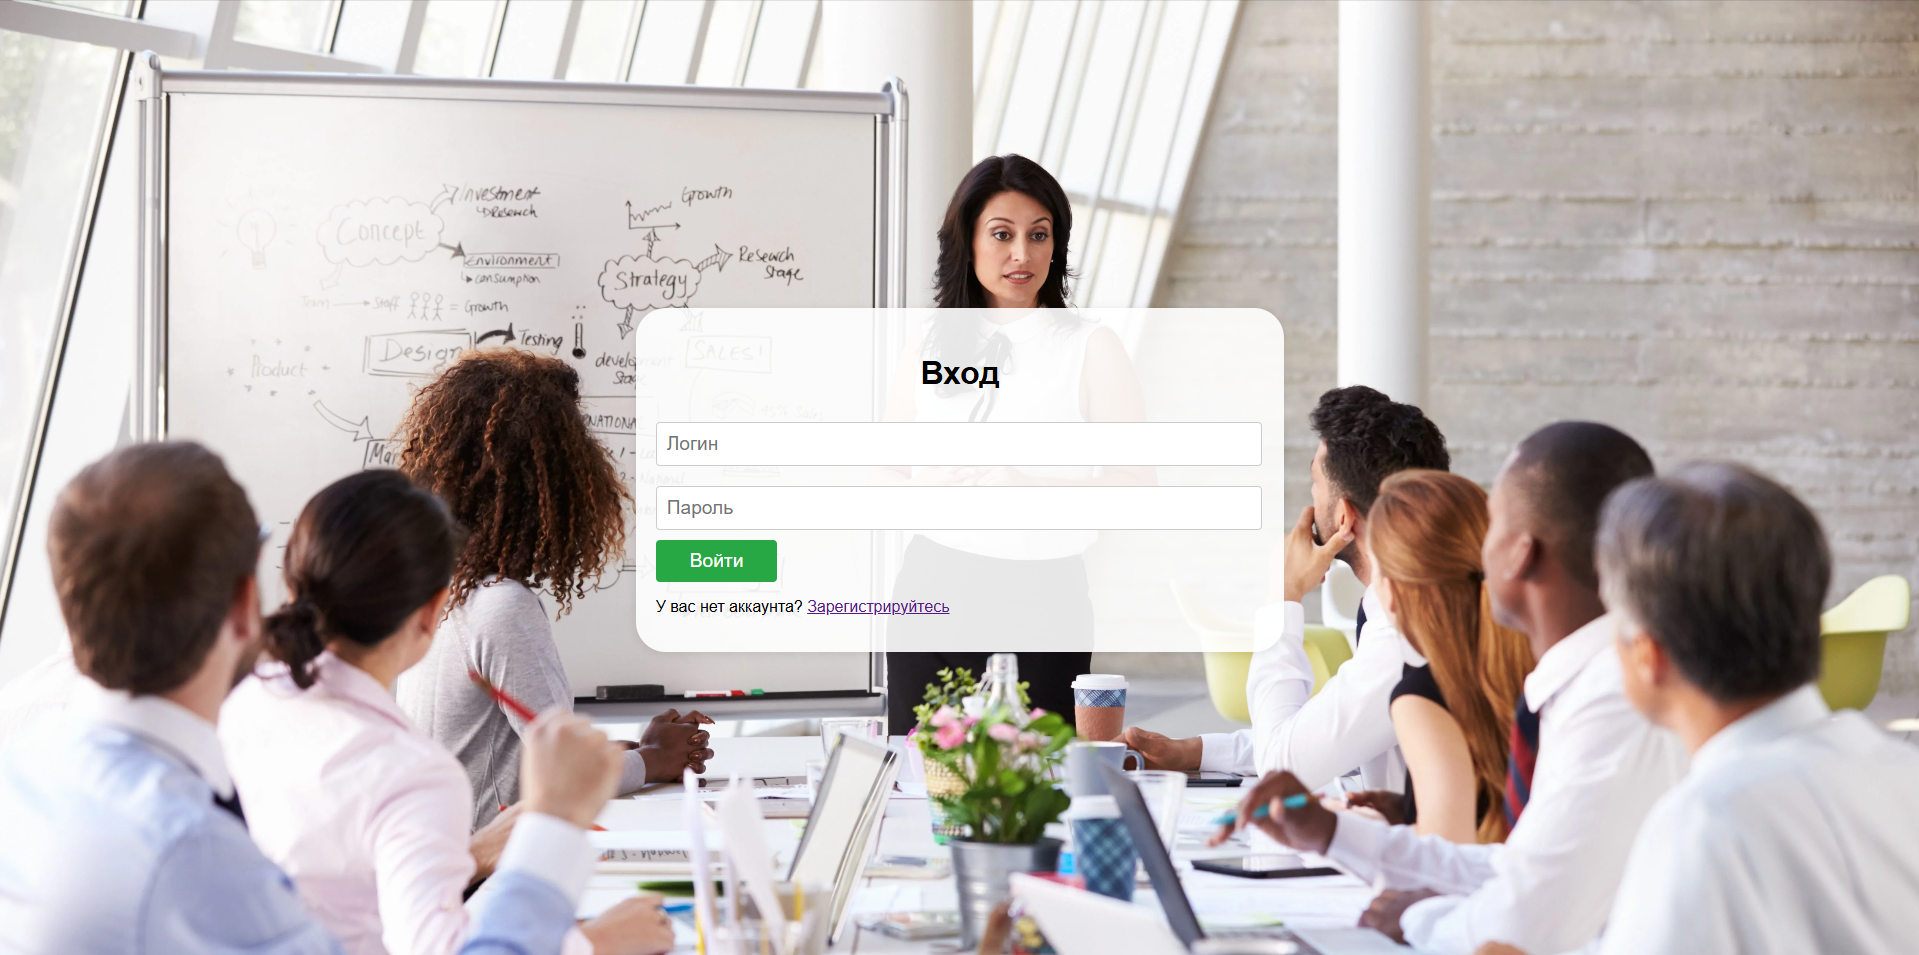 Investment
Research
Growth
Concept
Environment
consumption
Research
Stage
Strategy
Team
Staff
= Growth
Testing
Design
SALES!
Product
Вход
Логин
Пароль
Войти
У вас нет аккаунта? Зарегистрируйтесь